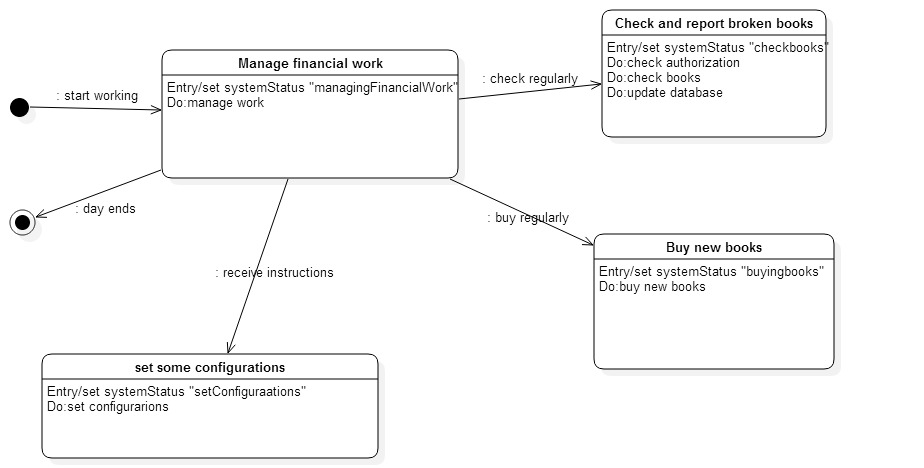 Check and report broken books
Entry/set systemStatus "checkbooks"
Do:check authorization
Do:check books
Do:update database
Manage financial work
Entry/set systemStatus "managingFinancialWork"
Do:manage work
: start working
: check regularly
: day ends
: buy regularly
: receive instructions
Buy new books
Entry/set systemStatus "buyingbooks"
Do:buy new books
set some configurations
Entry/set systemStatus "setConfiguraations"
Do:set configurarions